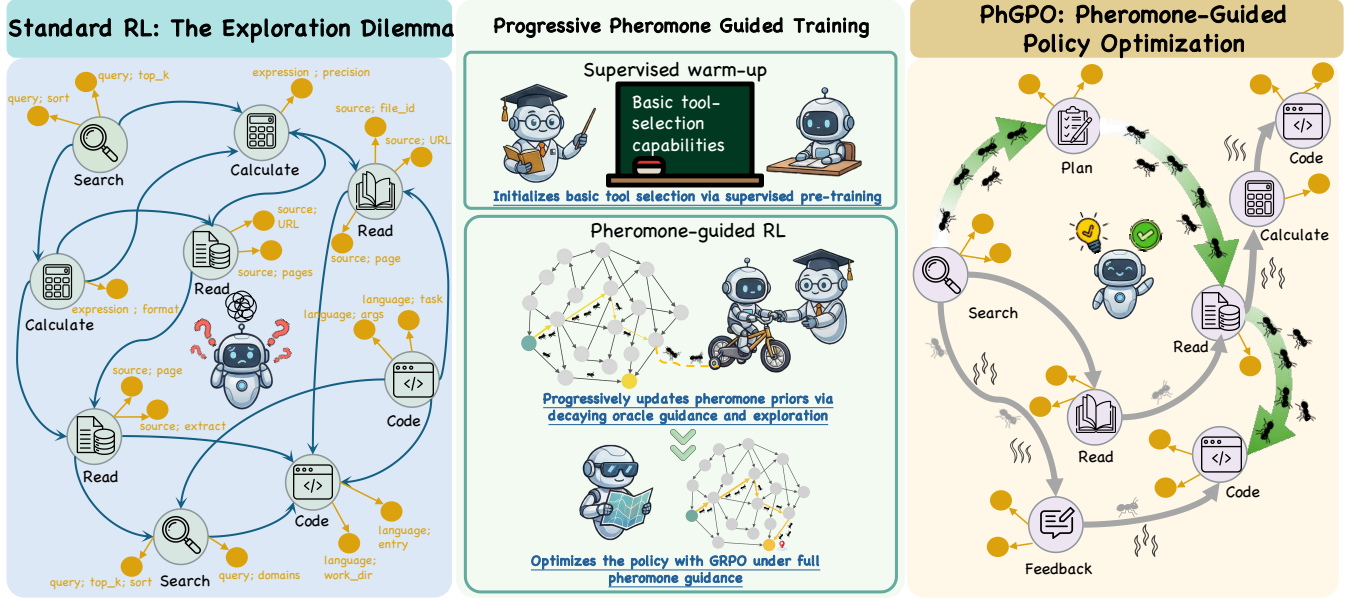 Standard RL: The Exploration Dilemma
query; top_k
query; sort
expression ; precision
source; file_id
source; URL
Search
Calculate
Read
source; page
source;
URL
source; pages
Read
Calculate
expression ; format
language; task
language; args
source; page
source; extract
Code
Read
Code
language;
entry
language;
work_dir
Search
query; top_k; sort
query; domains
Progressive Pheromone Guided Training
Supervised warm-up
Basic tool-
selection
capabilities
Initializes basic tool selection via supervised pre-training
Pheromone-guided RL
Progressively updates pheromone priors via
decaying oracle guidance and exploration
Optimizes the policy with GRPO under full
pheromone guidance
PhGPO: Pheromone-Guided
Policy Optimization
Plan
Code
Calculate
Search
Read
Read
Code
Feedback